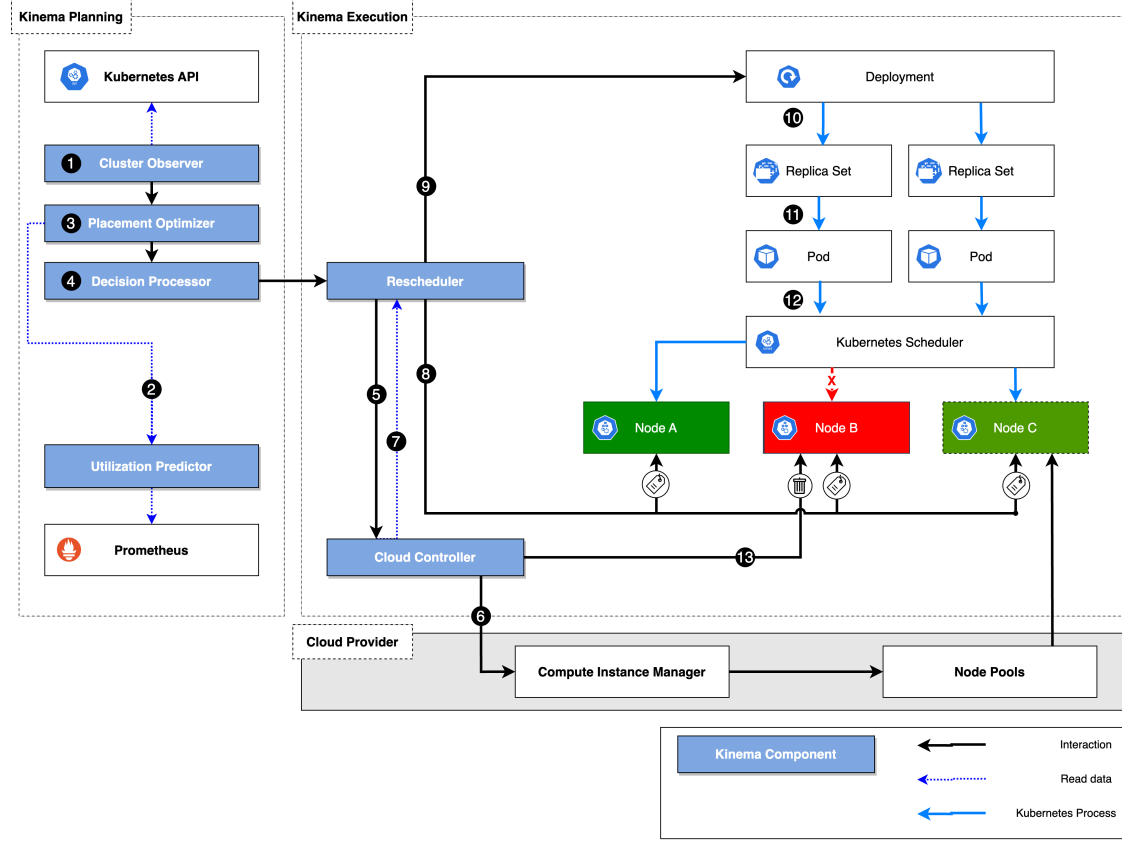 Kinema Planning
Kubernetes API
1 Cluster Observer
3 Placement Optimizer
4 Decision Processor
2
Utilization Predictor
Prometheus
Kinema Execution
Deployment
10
Replica Set
Replica Set
9
11
Pod
Pod
12
Rescheduler
Kubernetes Scheduler
8
5
7
X
Node A
Node B
Node C
Cloud Controller
13
6
Cloud Provider
Compute Instance Manager
Node Pools
Kinema Component
Interaction
Read data
Kubernetes Process